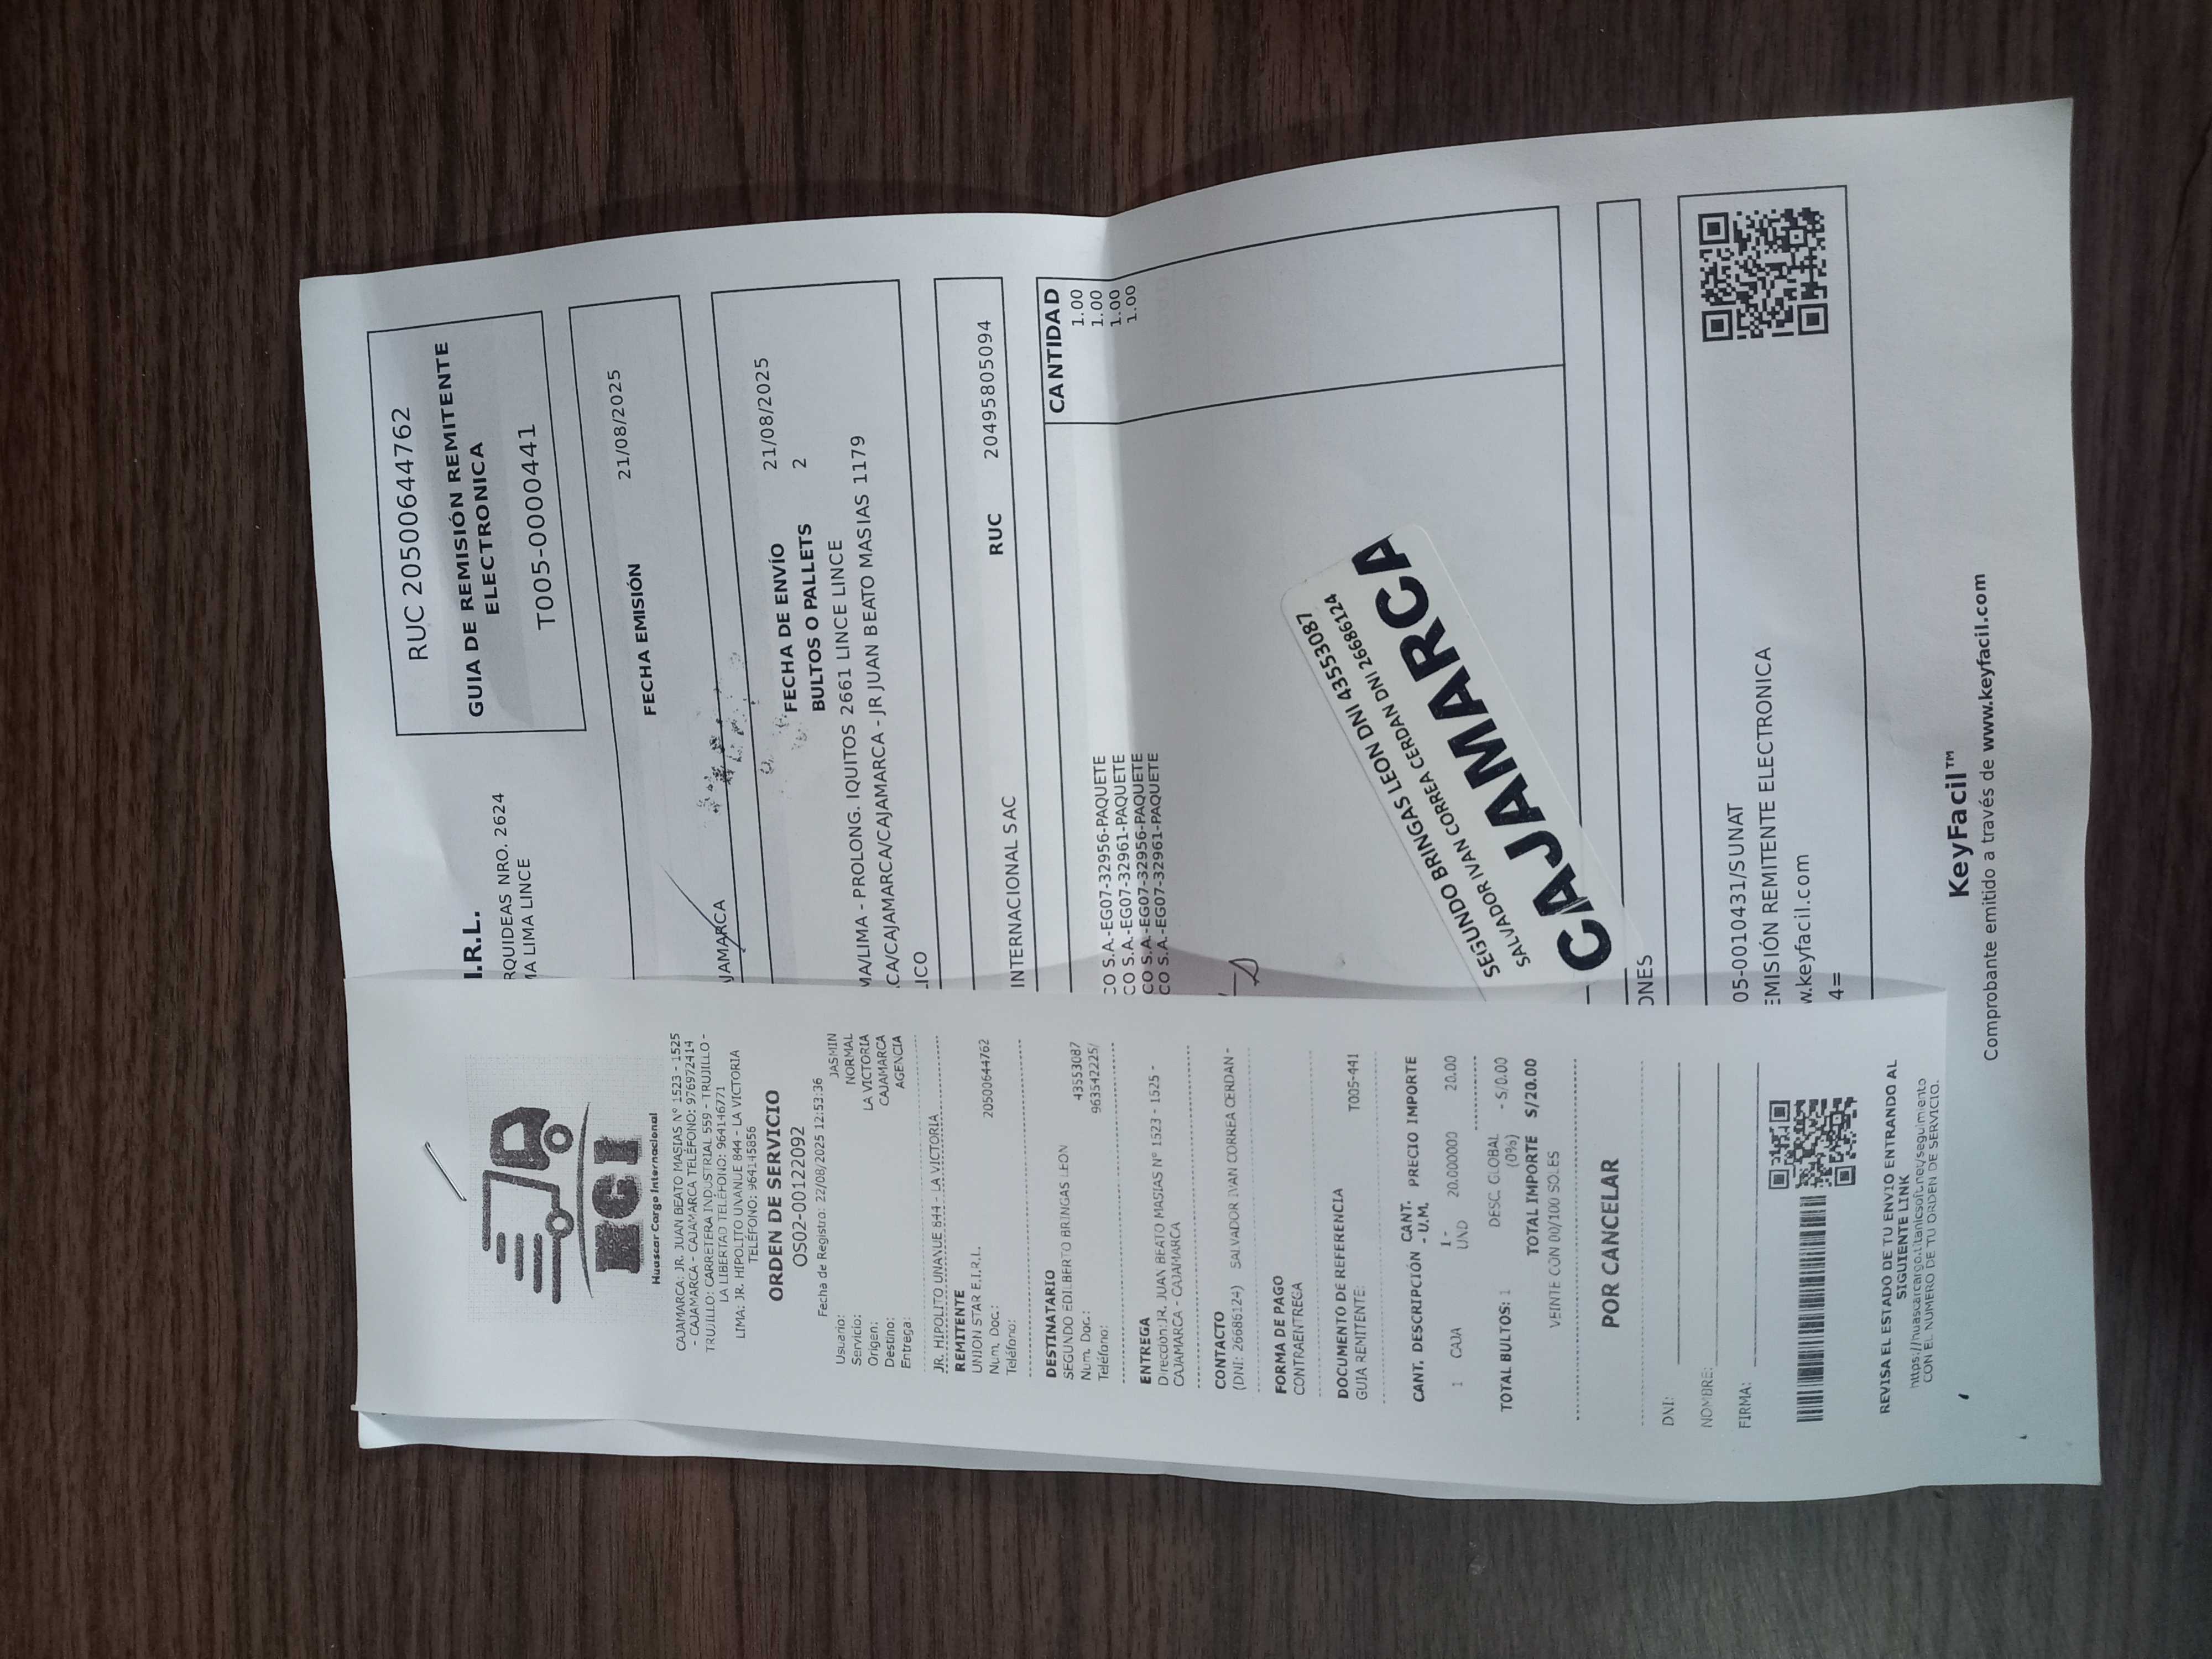 HCI
Huascar Cargo Internacional
CAJAMARCA: JR. JUAN BEATO MASIAS Nº 1523 - 1525
- CAJAMARCA - CAJAMARCA TELÉFONO: 976972414
TRUJILLO: CARRETERA INDUSTRIAL 559 - TRUJILLO -
LA LIBERTAD TELÉFONO: 964146771
LIMA: JR. HIPOLITO UNANUE 844 - LA VICTORIA
TELÉFONO: 964145856
ORDEN DE SERVICIO
OS02-00122092
Fecha de Registro: 22/08/2025 12:53:36
Usuario: JASMIN
Servicio: NORMAL
Origen: LA VICTORIA
Destino: CAJAMARCA
Entrega: AGENCIA
JR. HIPOLITO UNANUE 844 - LA VICTORIA
REMITENTE
UNION STAR E.I.R.L.
Num. Doc.: 20500644762
Teléfono:
DESTINATARIO
SEGUNDO EDILBERTO BRINGAS LEON
Num. Doc.: 43553087
Teléfono: 963542225/
ENTREGA
Dirección:JR. JUAN BEATO MASIAS Nº 1523 - 1525 -
CAJAMARCA - CAJAMARCA
CONTACTO
(DNI: 26686124) SALVADOR IVAN CORREA CERDAN -
FORMA DE PAGO
CONTRAENTREGA
DOCUMENTO DE REFERENCIA
GUIA REMITENTE: T005-441
CANT. DESCRIPCIÓN CANT. - U.M. PRECIO IMPORTE
1 CAJA 1 - UND 20.000000 20.00
TOTAL BULTOS: 1 DESC. GLOBAL (0%) - S/0.00
TOTAL IMPORTE S/20.00
VEINTE CON 00/100 SOLES
POR CANCELAR
DNI:
NOMBRE:
FIRMA:
REVISA EL ESTADO DE TU ENVIO ENTRANDO AL
SIGUIENTE LINK
CON EL NUMERO DE TU ORDEN DE SERVICIO.
I.R.L.
RQUIDEAS NRO. 2624
MA LIMA LINCE
RUC 20500644762
GUIA DE REMISIÓN REMITENTE
ELECTRONICA
T005-0000441
FECHA EMISIÓN 21/08/2025
JAMARCA
FECHA DE ENVÍO 21/08/2025
BULTOS O PALLETS 2
MA/LIMA - PROLONG. IQUITOS 2661 LINCE LINCE
CA/CAJAMARCA/CAJAMARCA - JR JUAN BEATO MASIAS 1179
ICO
INTERNACIONAL SAC RUC 20495805094
CANTIDAD
CO S.A.-EG07-32956-PAQUETE 1.00
CO S.A.-EG07-32961-PAQUETE 1.00
CO S.A.-EG07-32956-PAQUETE 1.00
CO S.A.-EG07-32961-PAQUETE 1.00
SEGUNDO BRINGAS LEON DNI 43553087
SALVADOR IVAN CORREA CERDAN DNI 26686124
CAJAMARCA
ONES
05-0010431/SUNAT
EMISIÓN REMITENTE ELECTRONICA
w.keyfacil.com
4=
KeyFacil™
Comprobante emitido a través de www.keyfacil.com